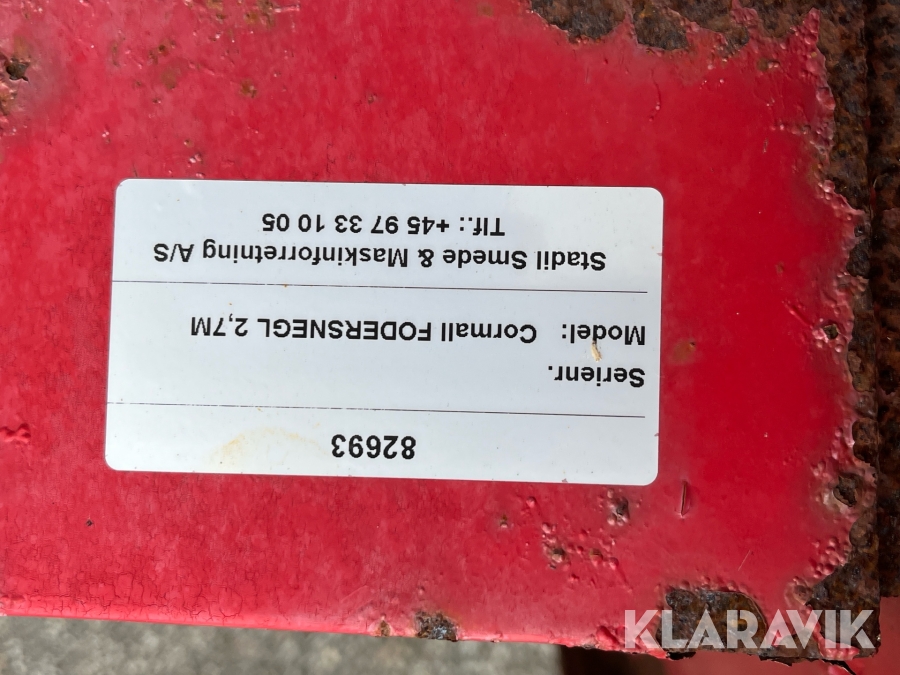 82693
Serienr.
Model: Cormall FODERSNEGL 2,7M
Stadil Smede & Maskinforretning A/S
Tlf.: +45 97 33 10 05
KLARAVIK